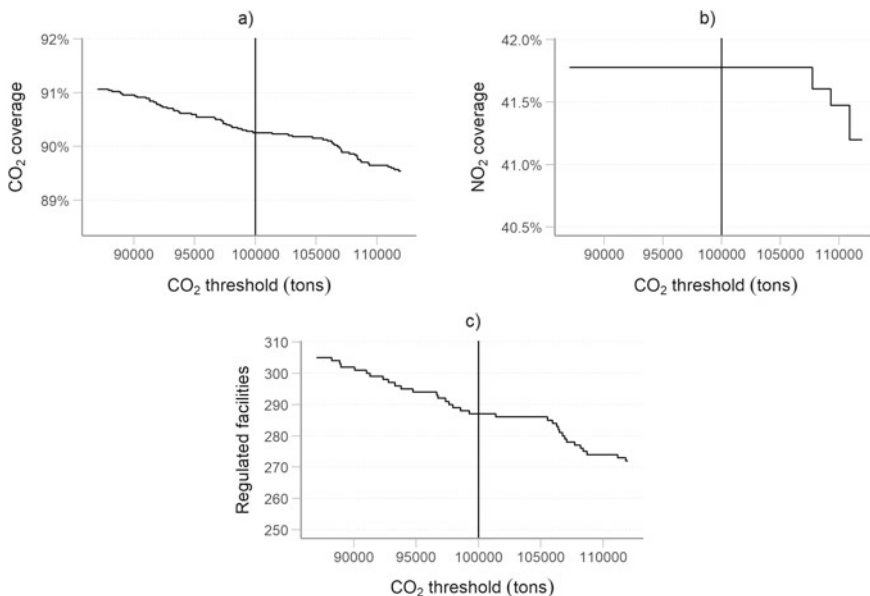 a)
92%
91%
90%
89%
CO₂ coverage
90000 95000 100000 105000 110000
CO₂ threshold (tons)
b)
42.0%
41.5%
41.0%
40.5%
NO₂ coverage
90000 95000 100000 105000 110000
CO₂ threshold (tons)
c)
310
300
290
280
270
260
250
Regulated facilities
90000 95000 100000 105000 110000
CO₂ threshold (tons)